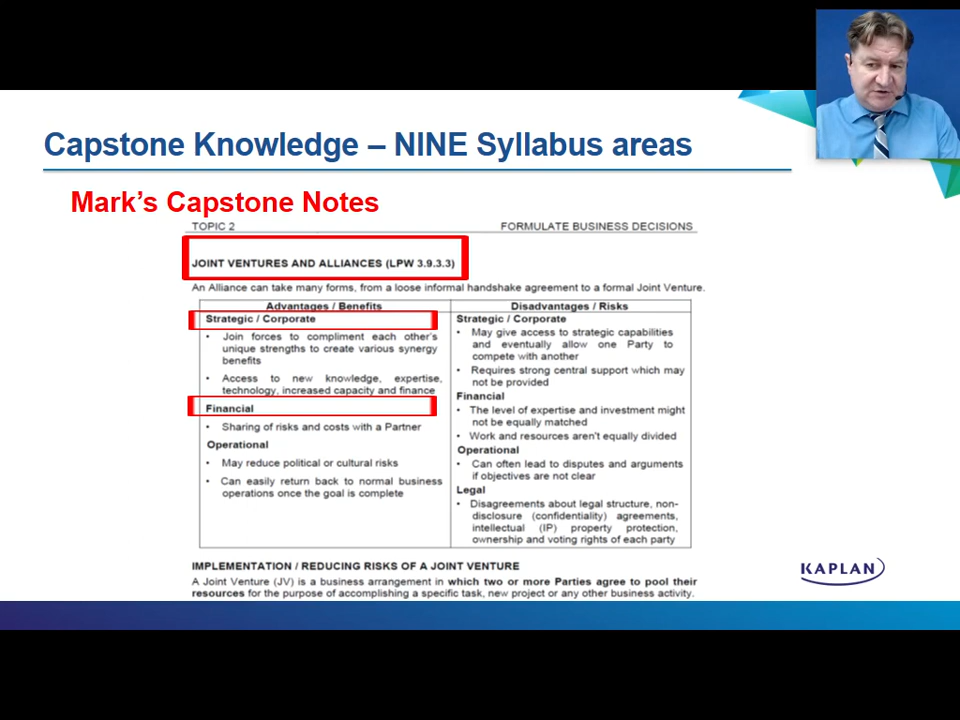 Capstone Knowledge – NINE Syllabus areas
Mark's Capstone Notes
TOPIC 2
FORMULATE BUSINESS DECISIONS
JOINT VENTURES AND ALLIANCES (LPW 3.9.3.3)
An Alliance can take many forms, from a loose informal handshake agreement to a formal Joint Venture.
Advantages / Benefits
Strategic / Corporate
• Join forces to compliment each other's
unique strengths to create various synergy
benefits
• Access to new knowledge, expertise,
technology, increased capacity and finance
Financial
• Sharing of risks and costs with a Partner
Operational
• May reduce political or cultural risks
• Can easily return back to normal business
operations once the goal is complete
Disadvantages / Risks
Strategic / Corporate
• May give access to strategic capabilities
and eventually allow one Party to
compete with another
• Requires strong central support which may
not be provided
Financial
• The level of expertise and investment might
not be equally matched
• Work and resources aren't equally divided
Operational
• Can often lead to disputes and arguments
if objectives are not clear
Legal
• Disagreements about legal structure, non-
disclosure (confidentiality) agreements,
intellectual (IP) property protection,
ownership and voting rights of each party
IMPLEMENTATION / REDUCING RISKS OF A JOINT VENTURE
A Joint Venture (JV) is a business arrangement in which two or more Parties agree to pool their
resources for the purpose of accomplishing a specific task, new project or any other business activity.
KAPLAN